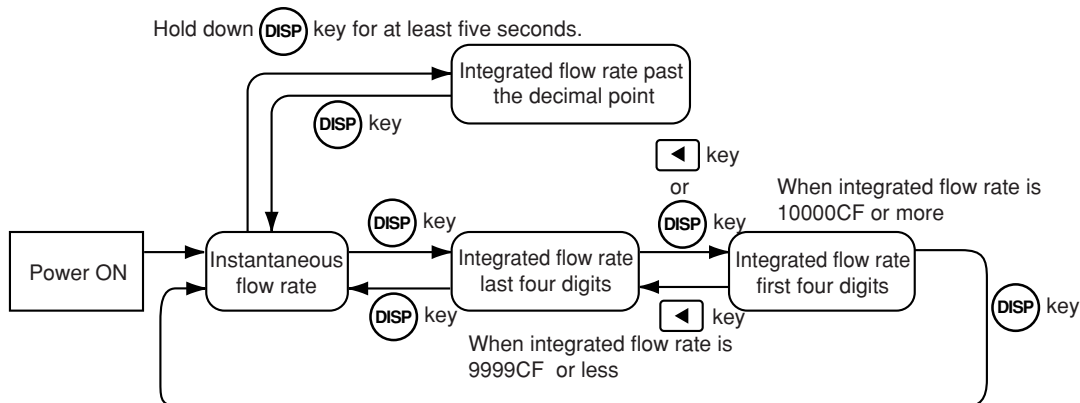 Hold down DISP key for at least five seconds.
Integrated flow rate past
the decimal point
DISP key
◄ key
or
DISP key
When integrated flow rate is
10000CF or more
DISP key
Power ON
Instantaneous
flow rate
Integrated flow rate
last four digits
Integrated flow rate
first four digits
DISP key
◄ key
DISP key
When integrated flow rate is
9999CF or less